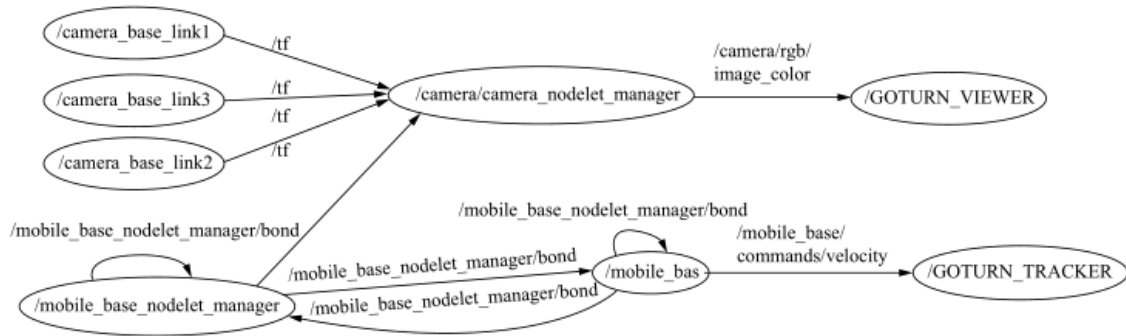 /camera_base_link1
/tf
/camera/rgb/
image_color
/camera_base_link3
/tf
/camera/camera_nodelet_manager
/GOTURN_VIEWER
/camera_base_link2
/tf
/mobile_base_nodelet_manager/bond
/mobile_base_nodelet_manager/bond
/mobile_base/
commands/velocity
/mobile_base_nodelet_manager/bond
/mobile_bas
/GOTURN_TRACKER
/mobile_base_nodelet_manager
/mobile_base_nodelet_manager/bond